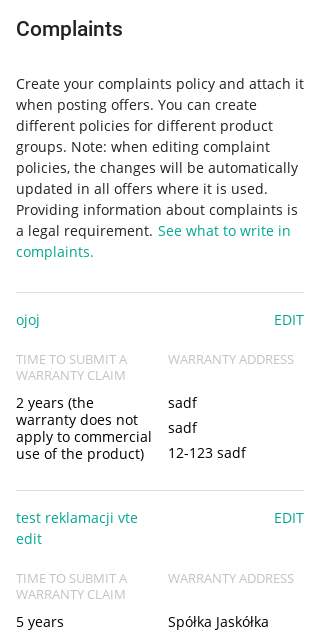 Complaints
Create your complaints policy and attach it
when posting offers. You can create
different policies for different product
groups. Note: when editing complaint
policies, the changes will be automatically
updated in all offers where it is used.
Providing information about complaints is
a legal requirement. See what to write in
complaints.
ojoj
EDIT
TIME TO SUBMIT A
WARRANTY CLAIM
2 years (the
warranty does not
apply to commercial
use of the product)
WARRANTY ADDRESS
sadf
sadf
12-123 sadf
test reklamacji vte
edit
EDIT
TIME TO SUBMIT A
WARRANTY CLAIM
5 years
WARRANTY ADDRESS
Spółka Jaskółka